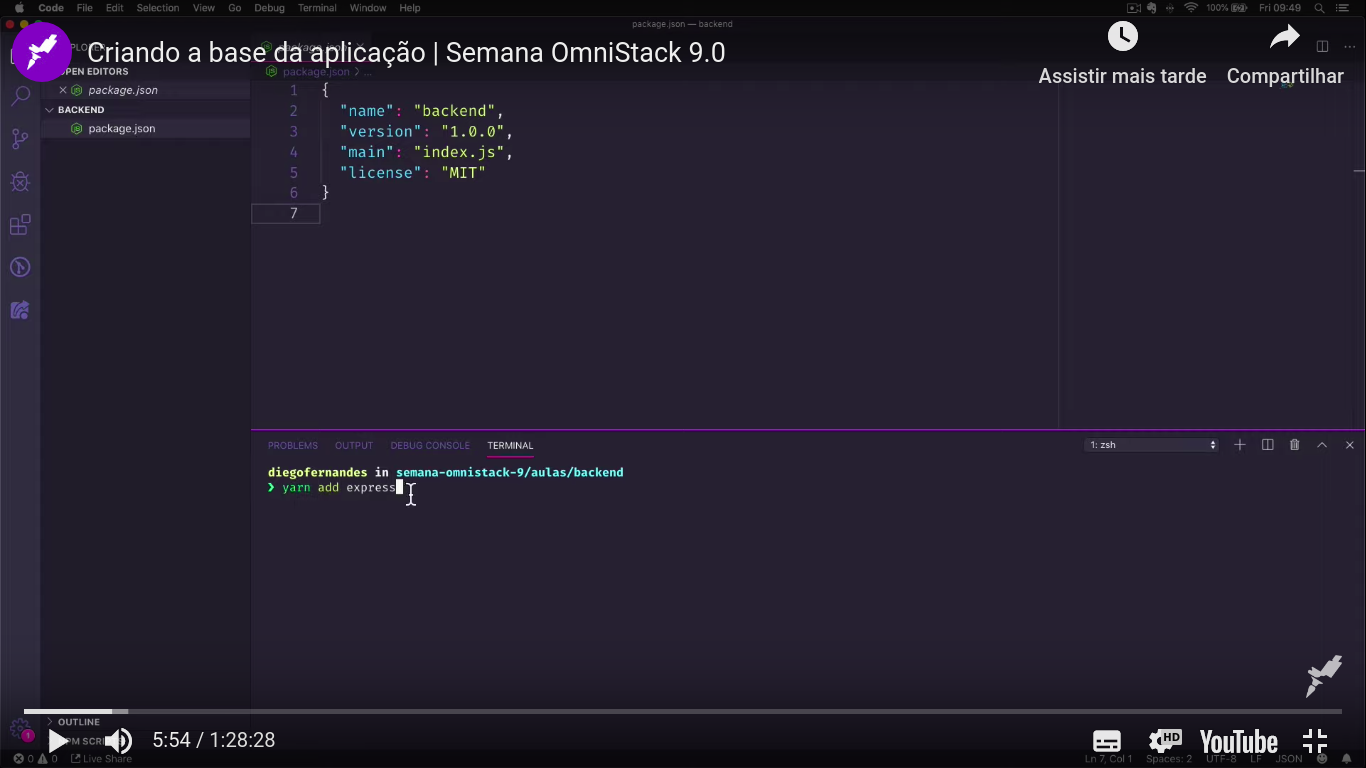 Code File Edit Selection View Go Debug Terminal Window Help 100% Fri 09:49
package.json — backend
Criando a base da aplicação | Semana OmniStack 9.0
Assistir mais tarde Compartilhar
OPEN EDITORS
package.json
BACKEND
package.json
package.json > ...
1 {
2 "name": "backend",
3 "version": "1.0.0",
4 "main": "index.js",
5 "license": "MIT"
6 }
7
PROBLEMS OUTPUT DEBUG CONSOLE TERMINAL 1: zsh
diegofernandes in semana-omnistack-9/aulas/backend
❯ yarn add express
OUTLINE
5:54 / 1:28:28
HD
YouTube
1
0 0 Live Share
Ln 7, Col 1 Spaces: 2 UTF-8 LF JSON